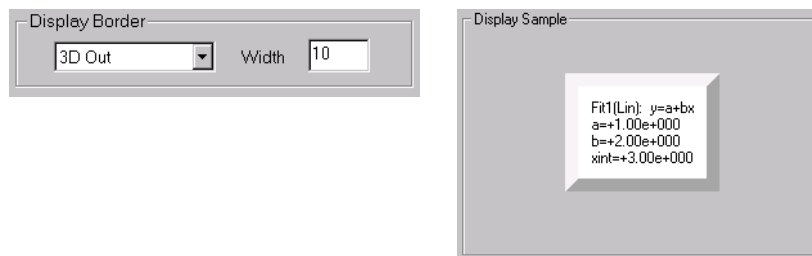 Display Border
3D Out
Width
10
Display Sample
Fit1(Lin): y=a+bx
a=+1.00e+000
b=+2.00e+000
xint=+3.00e+000